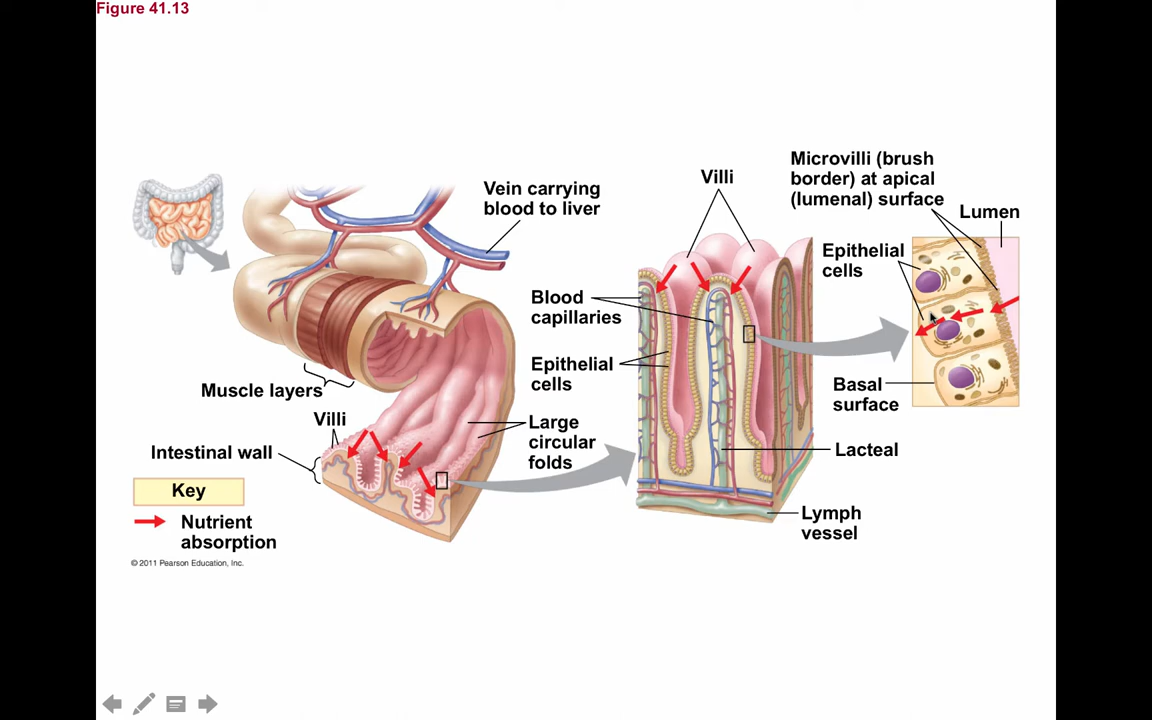 Figure 41.13
Vein carrying
blood to liver
Muscle layers
Villi
Intestinal wall
Large
circular
folds
Key
Nutrient
absorption
© 2011 Pearson Education, Inc.
Villi
Blood
capillaries
Epithelial
cells
Lacteal
Lymph
vessel
Microvilli (brush
border) at apical
(lumenal) surface
Lumen
Epithelial
cells
Basal
surface